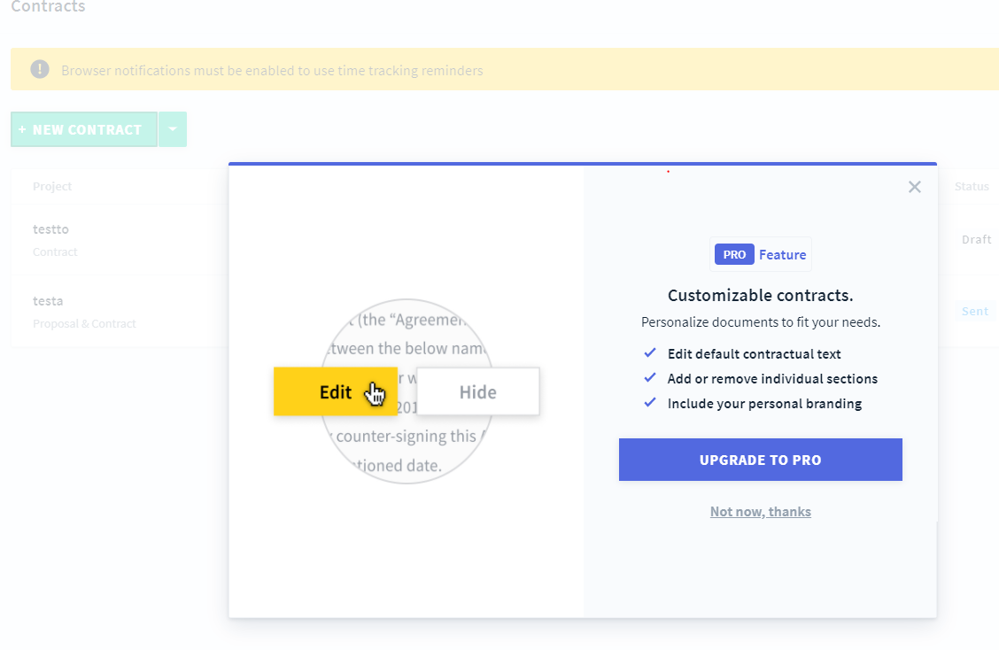 Contracts
! Browser notifications must be enabled to use time tracking reminders
+ NEW CONTRACT
Project
Status
testto
Contract
Draft
testa
Proposal & Contract
Sent
(the “Agreemen
tween the below nam
Edit
Hide
201
counter-signing this
tioned date.
PRO Feature
Customizable contracts.
Personalize documents to fit your needs.
Edit default contractual text
Add or remove individual sections
Include your personal branding
UPGRADE TO PRO
Not now, thanks